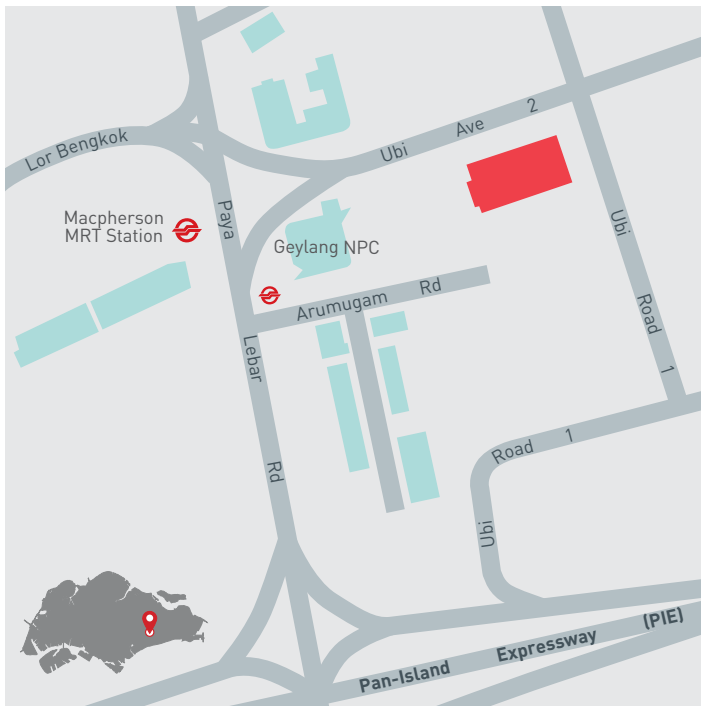 Lor Bengkok
Ubi Ave 2
Macpherson
MRT Station
Paya Lebar Rd
Geylang NPC
Arumugam Rd
Ubi Road 1
Ubi Road 1
Pan-Island Expressway (PIE)